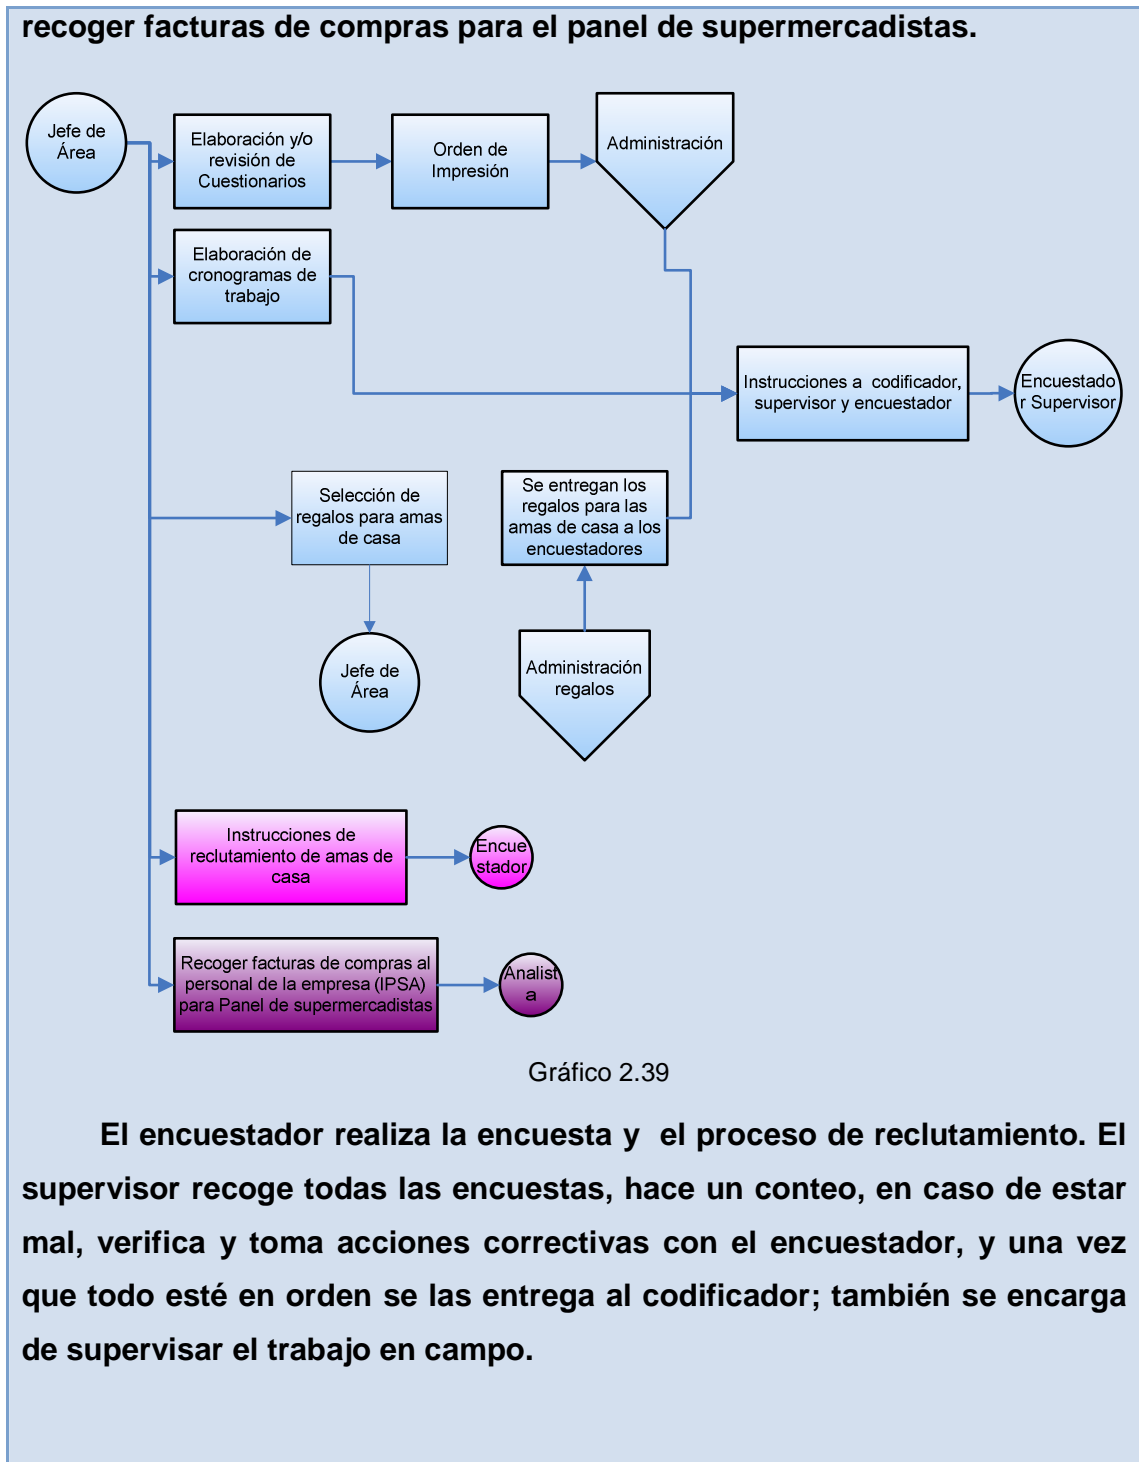 recoger facturas de compras para el panel de supermercadistas.
Jefe de
Área
Elaboración y/o
revisión de
Cuestionarios
Orden de
Impresión
Administración
Elaboración de
cronogramas de
trabajo
Instrucciones a  codificador,
supervisor y encuestador
Encuestado
r Supervisor
Selección de
regalos para amas
de casa
Se entregan los
regalos para las
amas de casa a los
encuestadores
Jefe de
Área
Administración
regalos
Instrucciones de
reclutamiento de amas de
casa
Encue
stador
Recoger facturas de compras al
personal de la empresa (IPSA)
para Panel de supermercadistas
Analist
a
Gráfico 2.39
El encuestador realiza la encuesta y  el proceso de reclutamiento. El
supervisor recoge todas las encuestas, hace un conteo, en caso de estar
mal, verifica y toma acciones correctivas con el encuestador, y una vez
que todo esté en orden se las entrega al codificador; también se encarga
de supervisar el trabajo en campo.